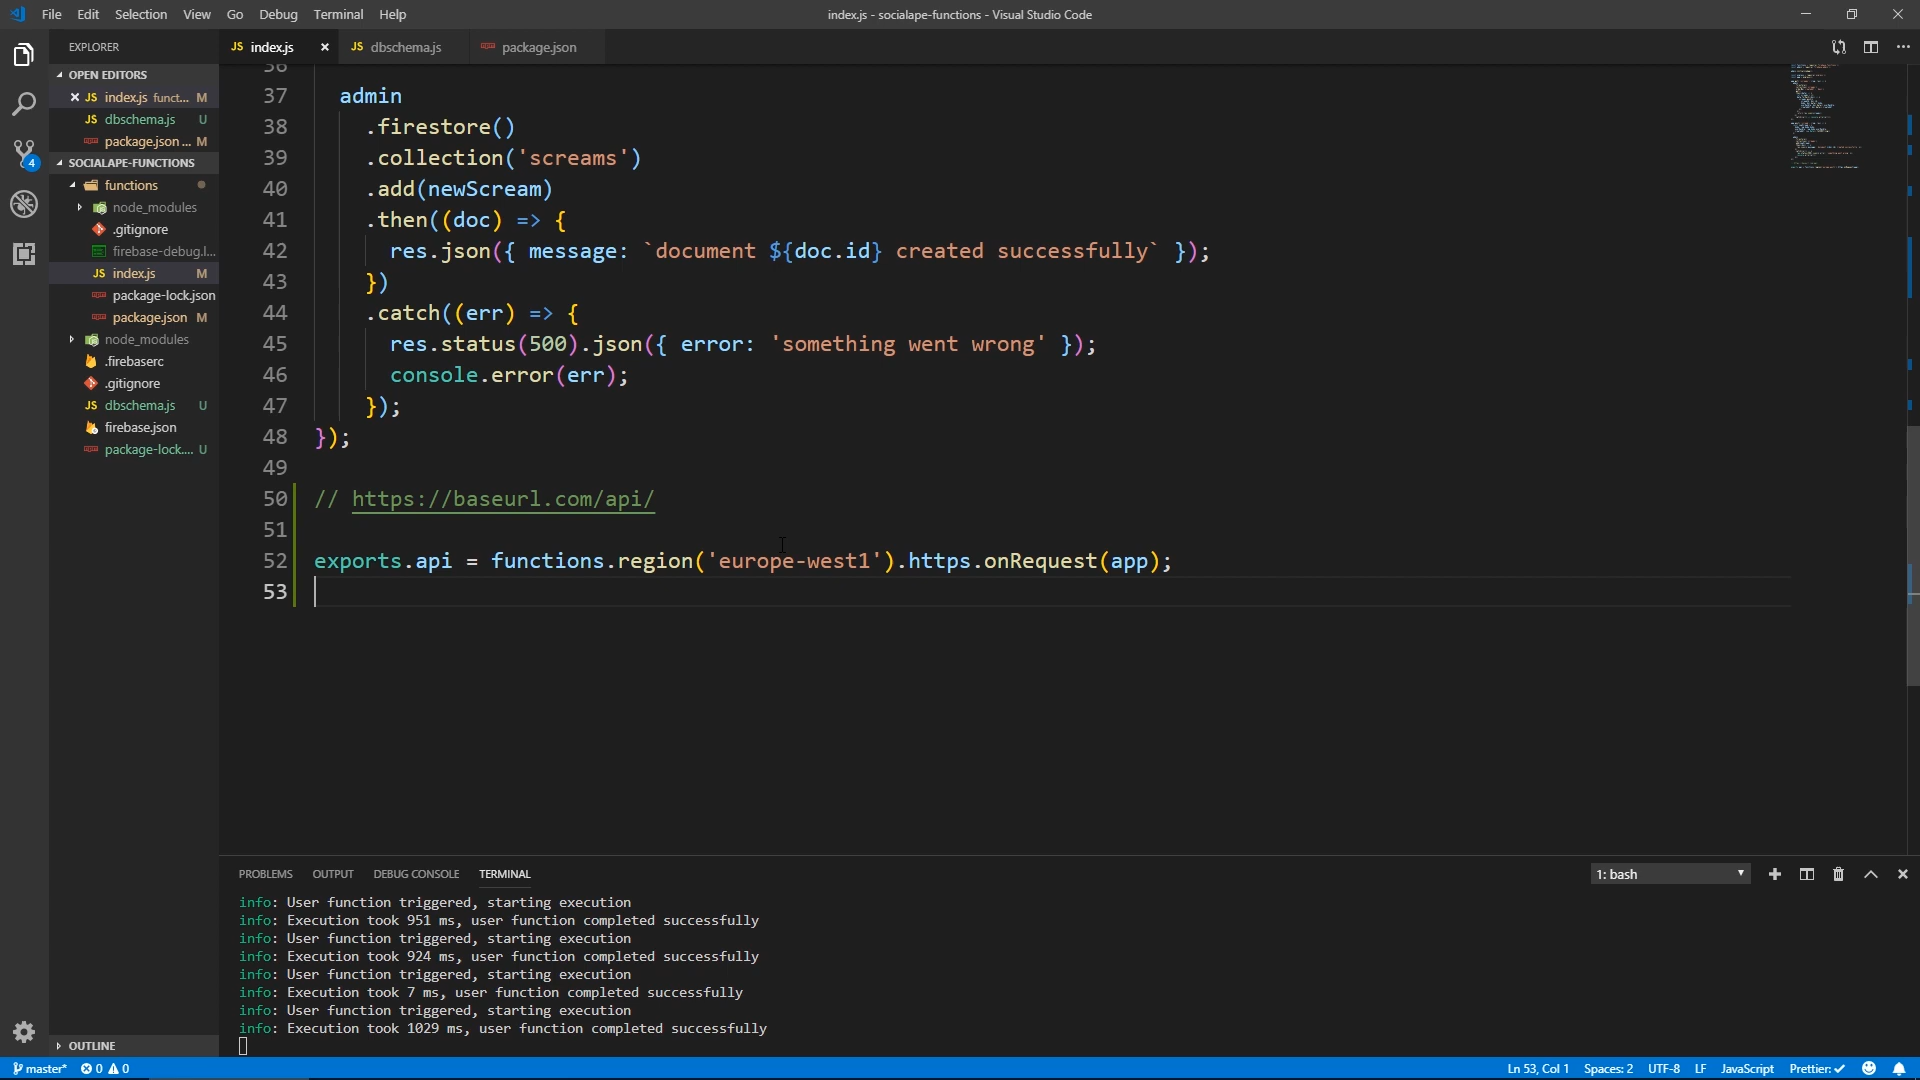 File Edit Selection View Go Debug Terminal Help
index.js - socialape-functions - Visual Studio Code
EXPLORER
OPEN EDITORS
JS index.js funct... M
JS dbschema.js U
package.json ... M
SOCIALAPE-FUNCTIONS
functions
node_modules
.gitignore
firebase-debug.l...
JS index.js M
package-lock.json
package.json M
node_modules
.firebaserc
.gitignore
JS dbschema.js U
firebase.json
package-lock.... U
OUTLINE
4
JS index.js
JS dbschema.js
package.json
36
37 admin
38 .firestore()
39 .collection('screams')
40 .add(newScream)
41 .then((doc) => {
42 res.json({ message: `document ${doc.id} created successfully` });
43 })
44 .catch((err) => {
45 res.status(500).json({ error: 'something went wrong' });
46 console.error(err);
47 });
48 });
49
50 // https://baseurl.com/api/
51
52 exports.api = functions.region('europe-west1').https.onRequest(app);
53
PROBLEMS OUTPUT DEBUG CONSOLE TERMINAL
1: bash
info: User function triggered, starting execution
info: Execution took 951 ms, user function completed successfully
info: User function triggered, starting execution
info: Execution took 924 ms, user function completed successfully
info: User function triggered, starting execution
info: Execution took 7 ms, user function completed successfully
info: User function triggered, starting execution
info: Execution took 1029 ms, user function completed successfully
master* 0 0
Ln 53, Col 1 Spaces: 2 UTF-8 LF JavaScript Prettier: ✓